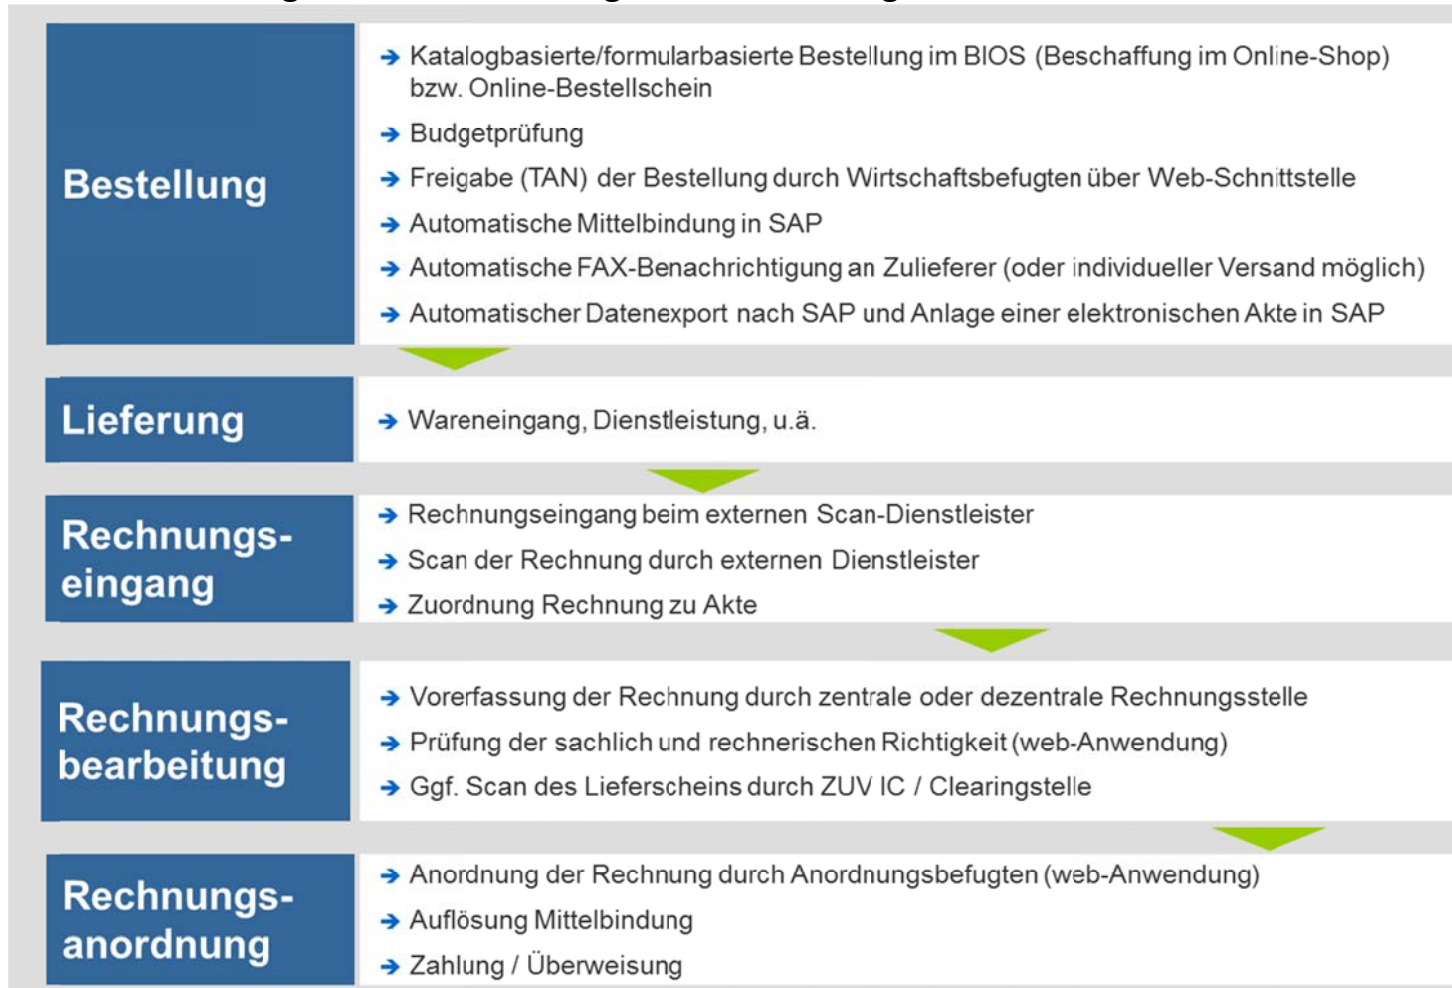 Bestellung
→ Katalogbasierte/formularbasierte Bestellung im BIOS (Beschaffung im Online-Shop)
bzw. Online-Bestellschein
→ Budgetprüfung
→ Freigabe (TAN) der Bestellung durch Wirtschaftsbefugten über Web-Schnittstelle
→ Automatische Mittelbindung in SAP
→ Automatische FAX-Benachrichtigung an Zulieferer (oder individueller Versand möglich)
→ Automatischer Datenexport nach SAP und Anlage einer elektronischen Akte in SAP
Lieferung
→ Wareneingang, Dienstleistung, u.ä.
Rechnungs-
eingang
→ Rechnungseingang beim externen Scan-Dienstleister
→ Scan der Rechnung durch externen Dienstleister
→ Zuordnung Rechnung zu Akte
Rechnungs-
bearbeitung
→ Vorerfassung der Rechnung durch zentrale oder dezentrale Rechnungsstelle
→ Prüfung der sachlich und rechnerischen Richtigkeit (web-Anwendung)
→ Ggf. Scan des Lieferscheins durch ZUV IC / Clearingstelle
Rechnungs-
anordnung
→ Anordnung der Rechnung durch Anordnungsbefugten (web-Anwendung)
→ Auflösung Mittelbindung
→ Zahlung / Überweisung